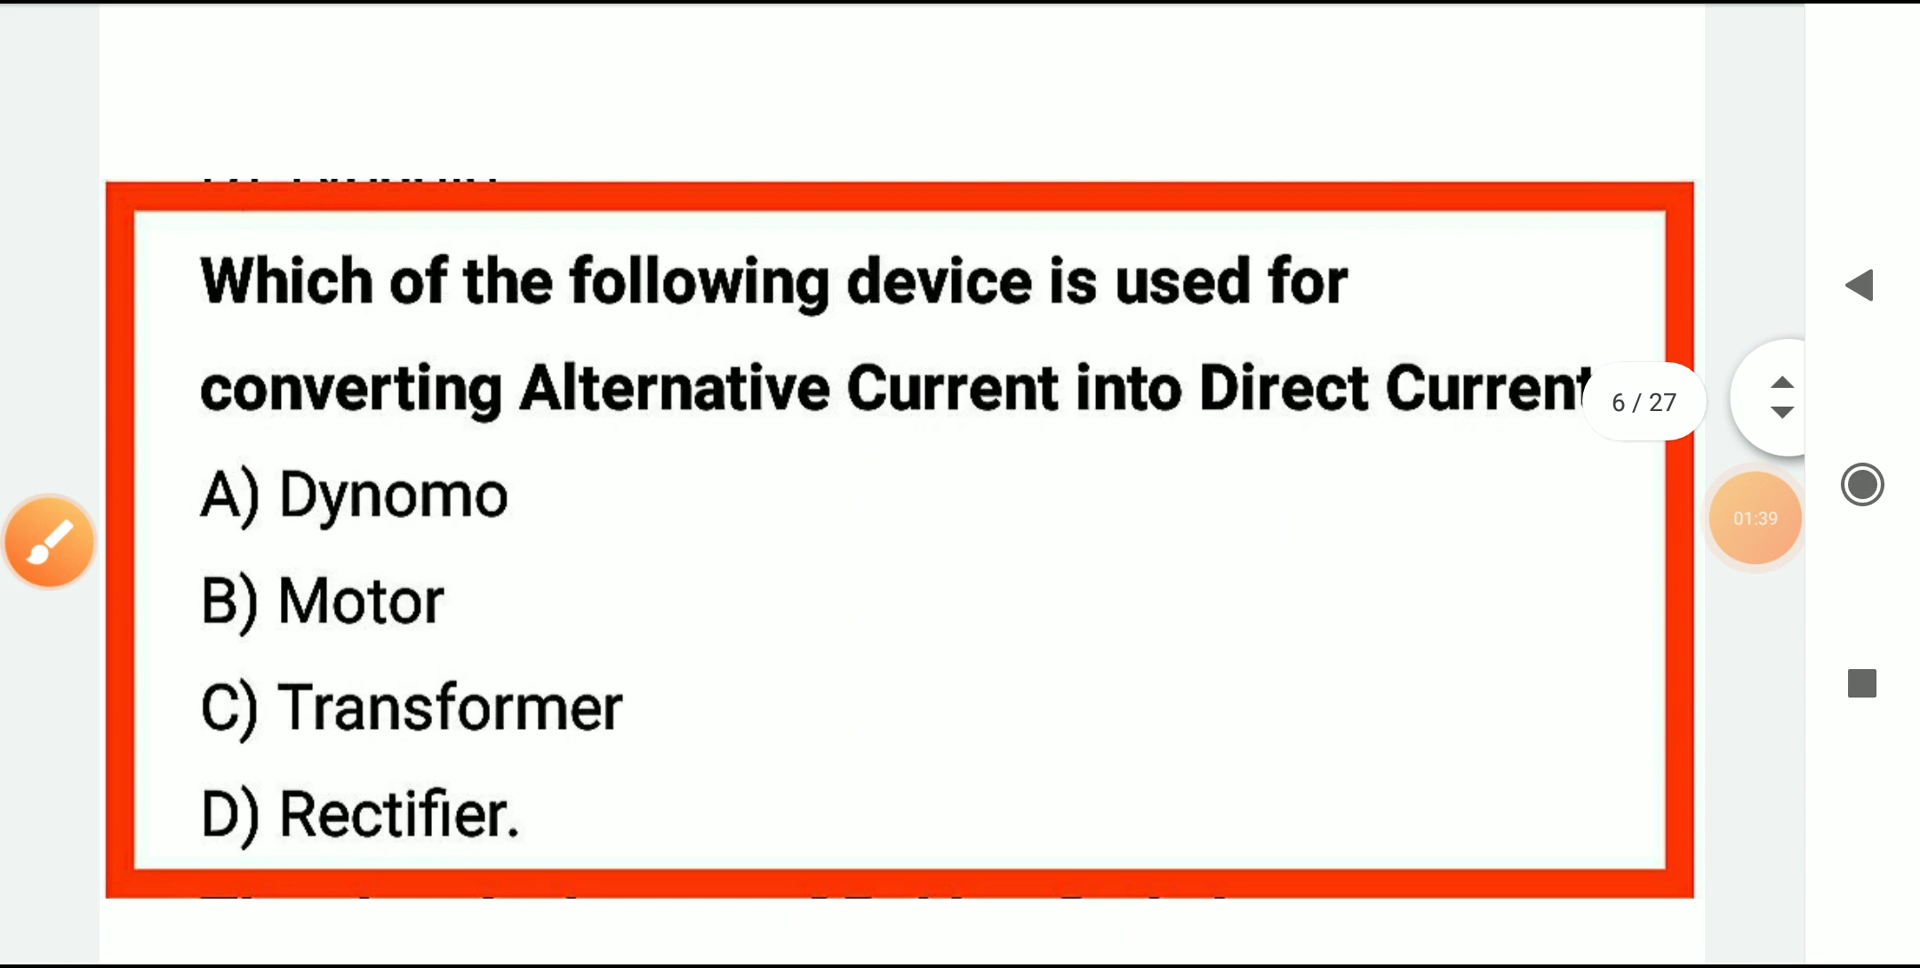 Which of the following device is used for
converting Alternative Current into Direct Current
6 / 27
A) Dynomo
01:39
B) Motor
C) Transformer
D) Rectifier.